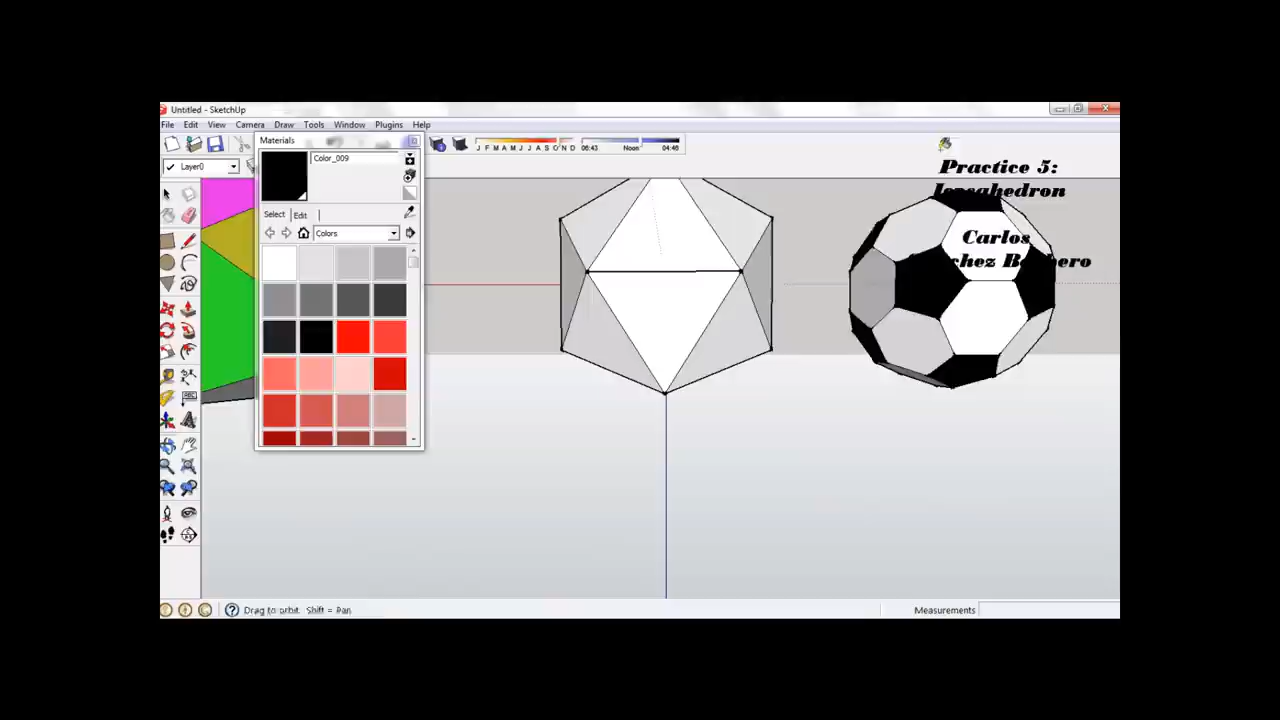 Untitled - SketchUp
File Edit View Camera Draw Tools Window Plugins Help
Materials
J F M A M J J A S O N D 06:43 Noon 04:46
Color_009
Layer0
Practice 5:
Select Edit
Colors
Carlos
ABC
Drag to orbit. Shift = Pan
Measurements